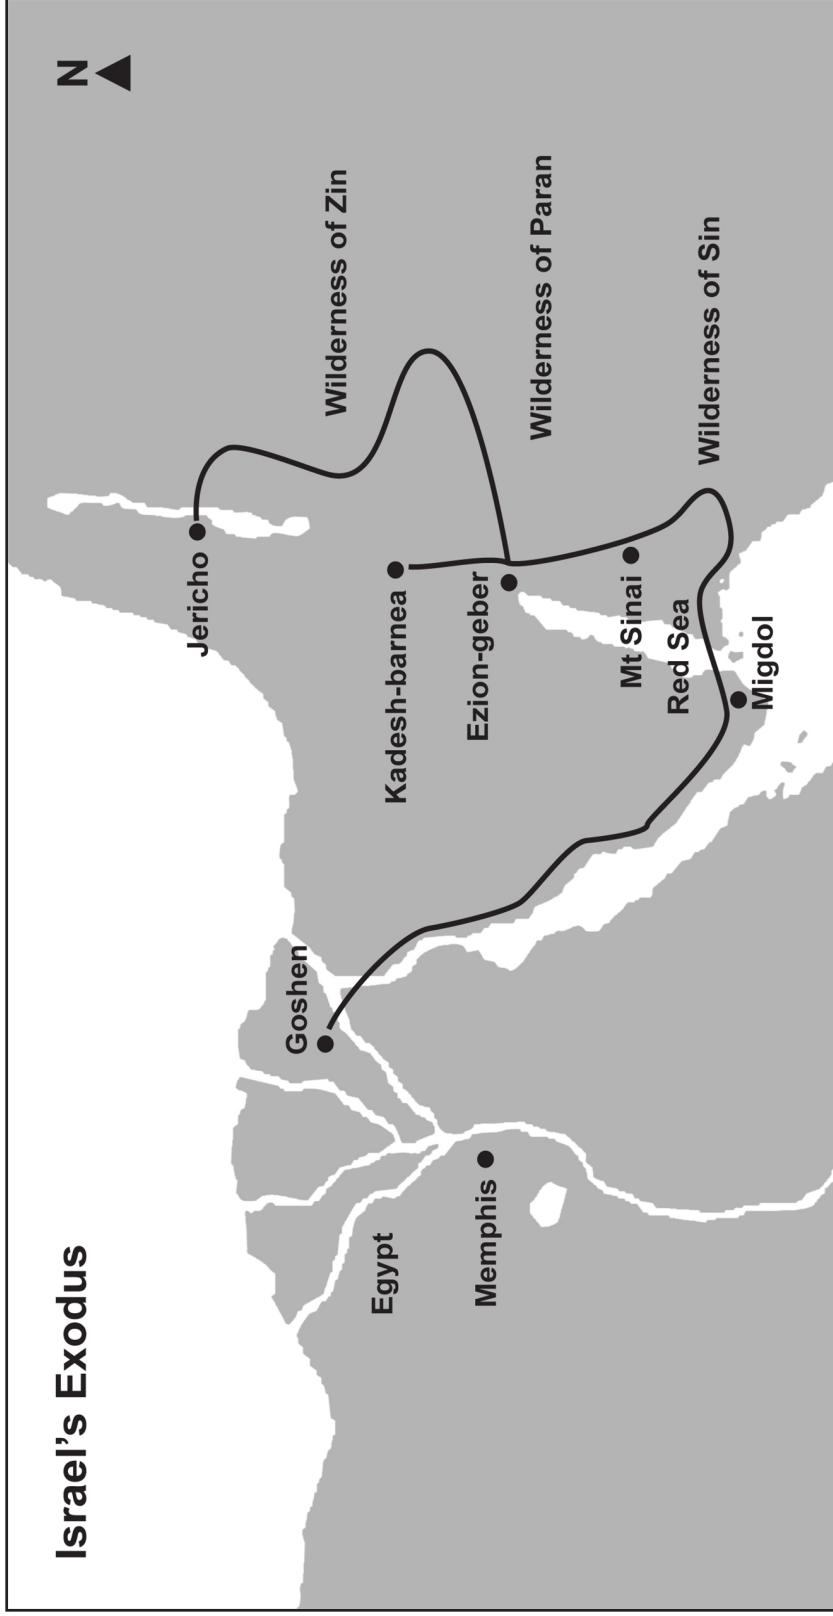 Israel’s Exodus
N
Jericho
Goshen
Wilderness of Zin
Egypt
Kadesh-barnea
Memphis
Ezion-geber
Wilderness of Paran
Mt Sinai
Red Sea
Wilderness of Sin
Migdol